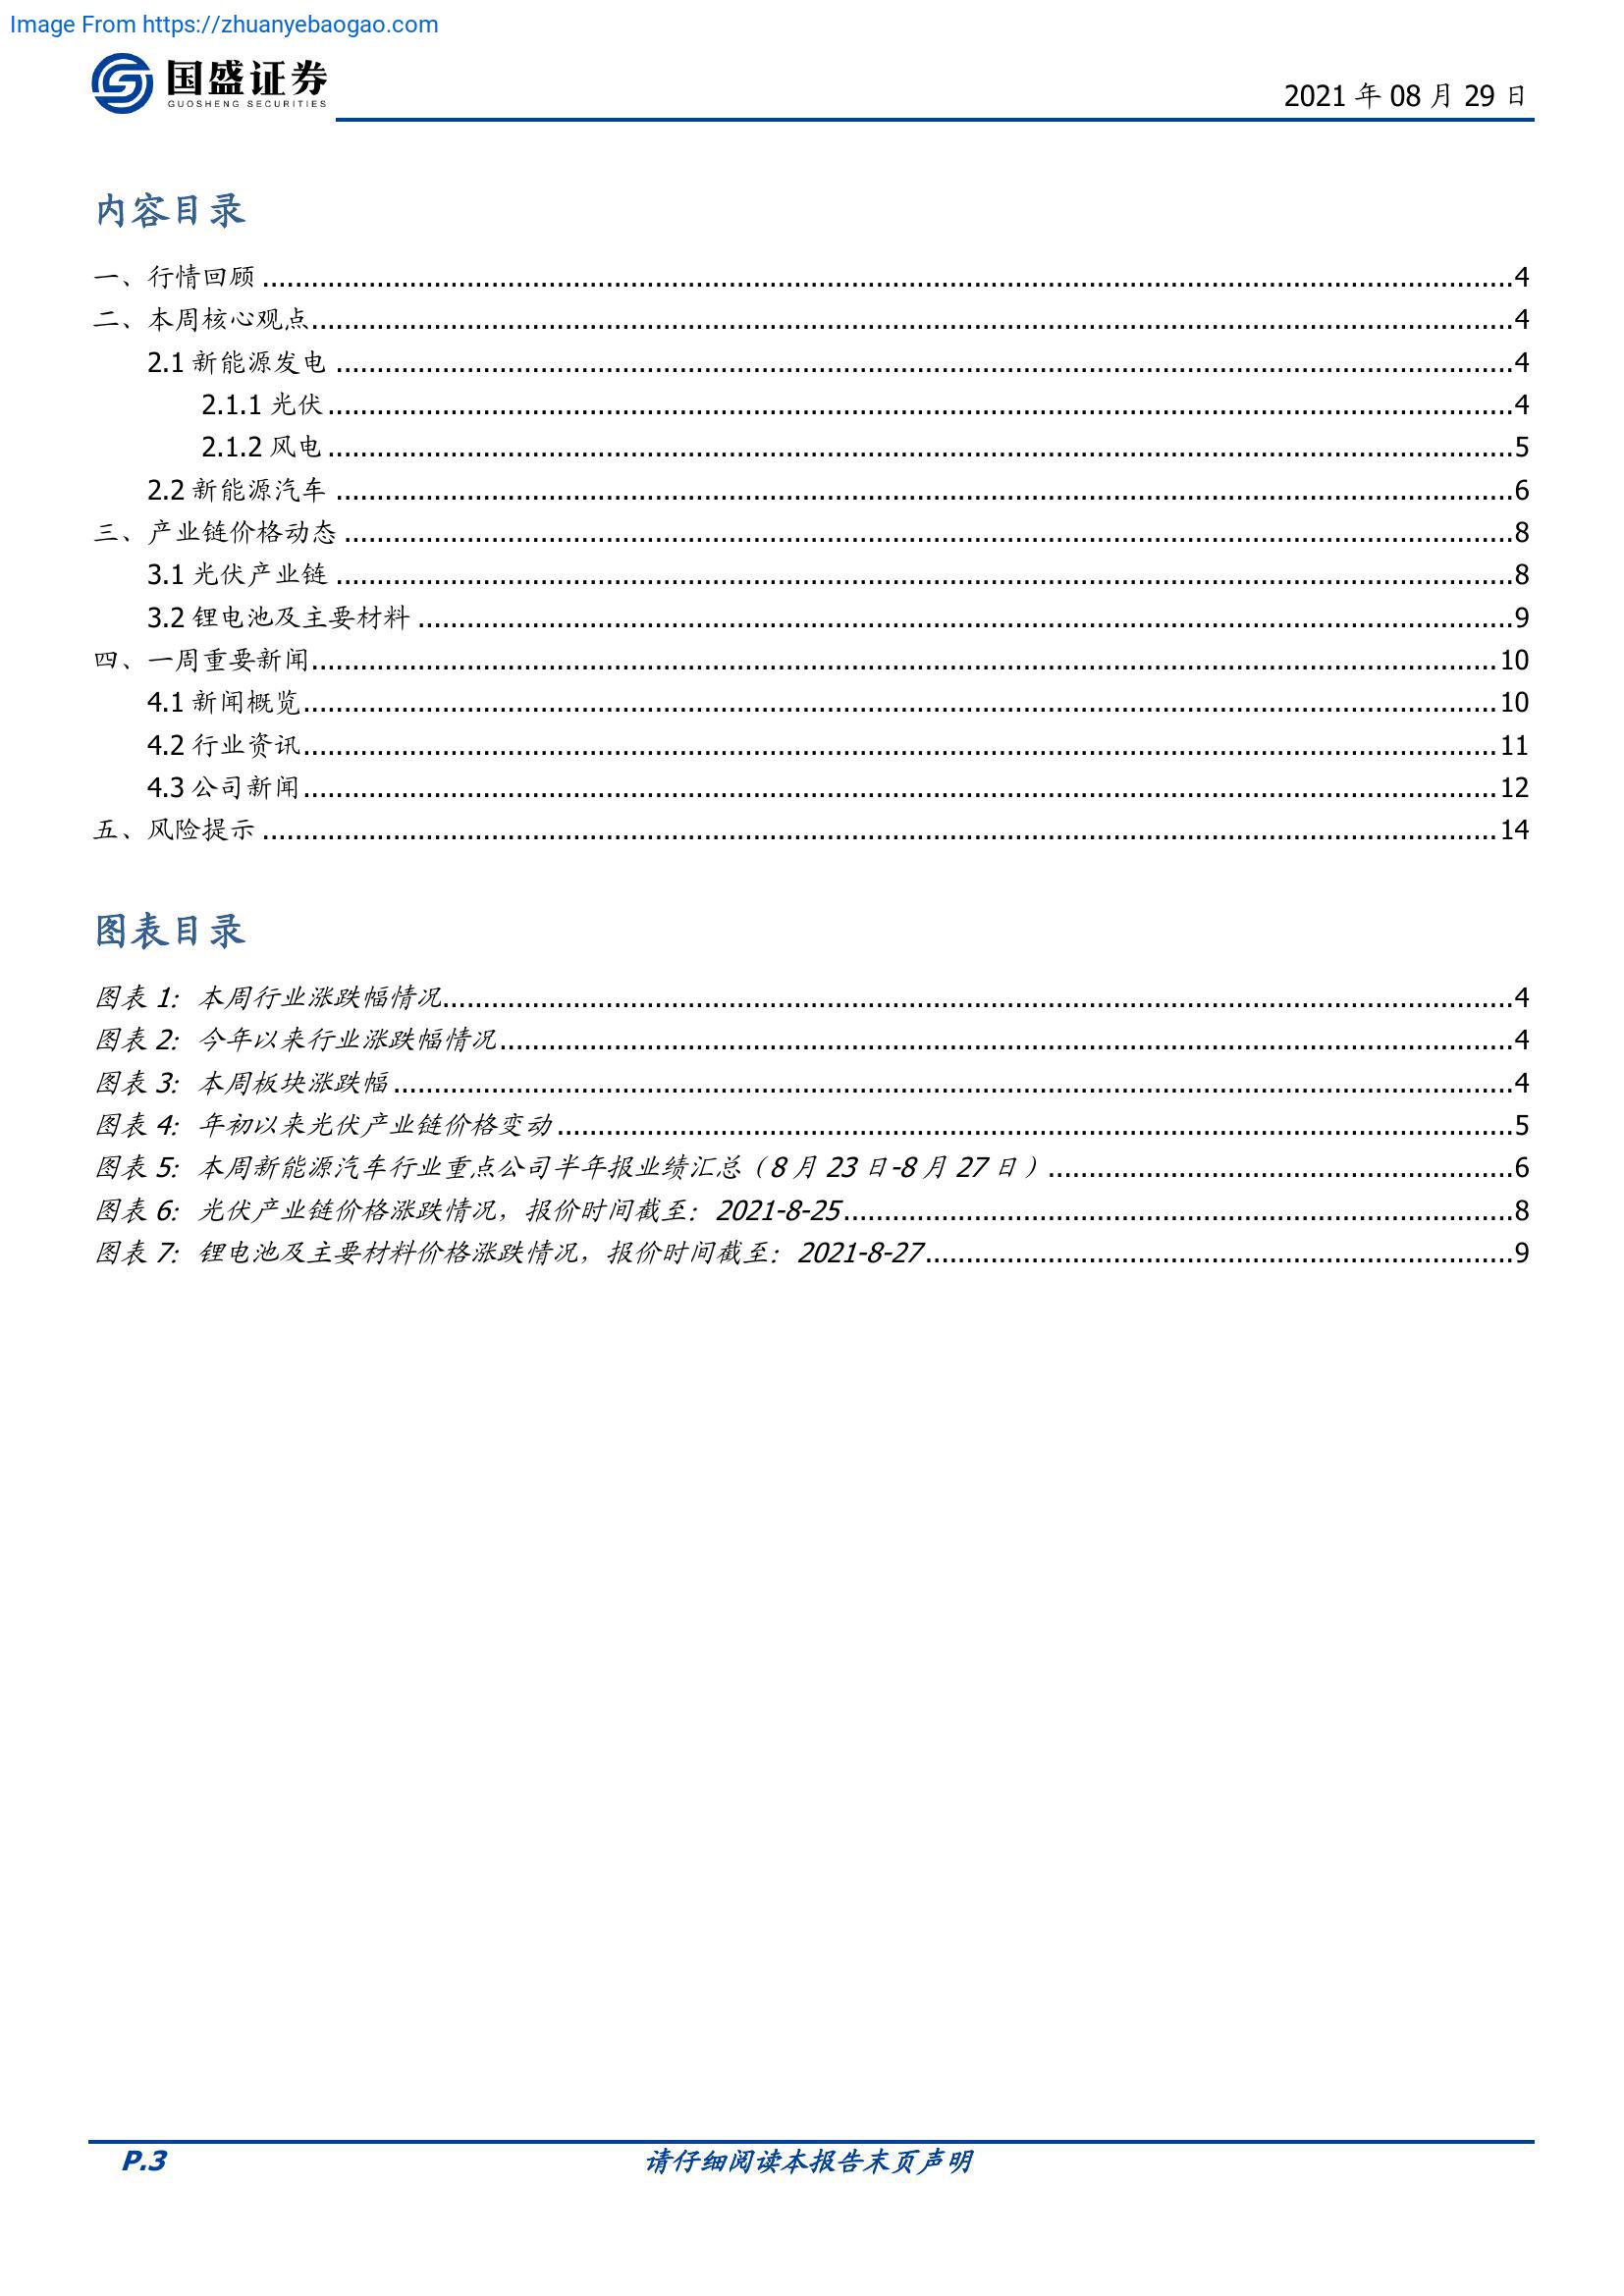 Image From https://zhuanyebaogao.com
国盛证券
GUOSHENG SECURITIES
2021 年 08 月 29 日
内容目录
一、行情回顾 ........ 4
二、本周核心观点 ........ 4
2.1 新能源发电 ........ 4
2.1.1 光伏 ........ 4
2.1.2 风电 ........ 5
2.2 新能源汽车 ........ 6
三、产业链价格动态 ........ 8
3.1 光伏产业链 ........ 8
3.2 锂电池及主要材料 ........ 9
四、一周重要新闻 ........ 10
4.1 新闻概览 ........ 10
4.2 行业资讯 ........ 11
4.3 公司新闻 ........ 12
五、风险提示 ........ 14
图表目录
图表 1：本周行业涨跌幅情况 ........ 4
图表 2：今年以来行业涨跌幅情况 ........ 4
图表 3：本周板块涨跌幅 ........ 4
图表 4：年初以来光伏产业链价格变动 ........ 5
图表 5：本周新能源汽车行业重点公司半年报业绩汇总（8 月 23 日-8 月 27 日） ........ 6
图表 6：光伏产业链价格涨跌情况，报价时间截至：2021-8-25 ........ 8
图表 7：锂电池及主要材料价格涨跌情况，报价时间截至：2021-8-27 ........ 9
P.3
请仔细阅读本报告末页声明